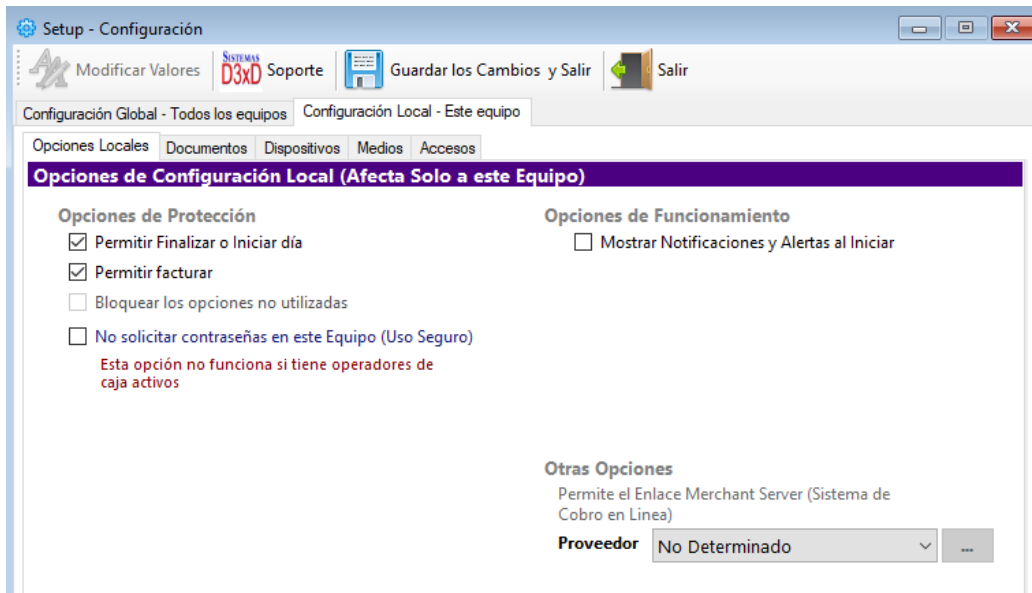 Setup - Configuración
Modificar Valores
SISTEMAS
D3xD
Soporte
Guardar los Cambios y Salir
Salir
Configuración Global - Todos los equipos
Configuración Local - Este equipo
Opciones Locales
Documentos
Dispositivos
Medios
Accesos
Opciones de Configuración Local (Afecta Solo a este Equipo)
Opciones de Protección
Permitir Finalizar o Iniciar día
Permitir facturar
Bloquear los opciones no utilizadas
No solicitar contraseñas en este Equipo (Uso Seguro)
Esta opción no funciona si tiene operadores de
caja activos
Opciones de Funcionamiento
Mostrar Notificaciones y Alertas al Iniciar
Otras Opciones
Permite el Enlace Merchant Server (Sistema de
Cobro en Linea)
Proveedor
No Determinado
...